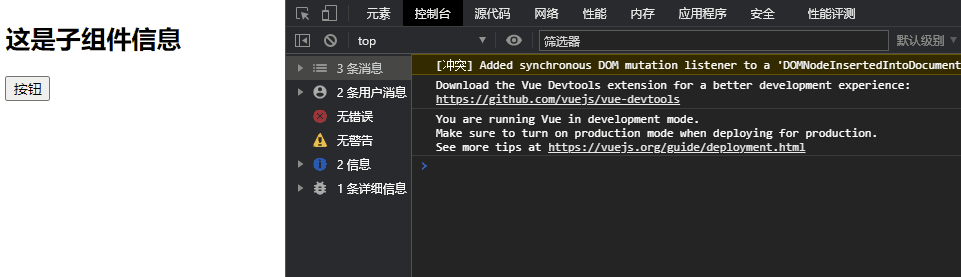 这是子组件信息
按钮
元素 控制台 源代码 网络 性能 内存 应用程序 安全 性能评测
top 筛选器 默认级别
3 条消息
2 条用户消息
无错误
无警告
2 信息
1 条详细信息
[冲突] Added synchronous DOM mutation listener to a 'DOMNodeInsertedIntoDocument
Download the Vue Devtools extension for a better development experience:
https://github.com/vuejs/vue-devtools
You are running Vue in development mode.
Make sure to turn on production mode when deploying for production.
See more tips at https://vuejs.org/guide/deployment.html